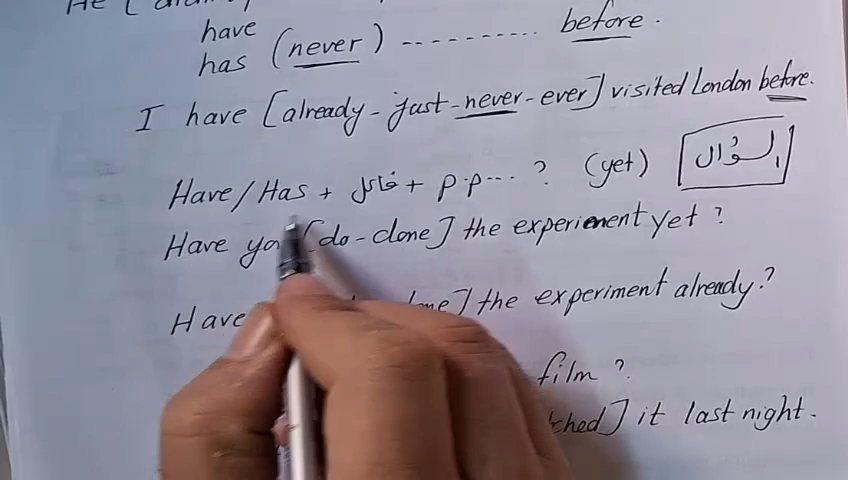 He [
have
has (never) ---------- before.
I have [already - just - never - ever] visited London before.
Have/Has + فاعل + p.p... ? (yet) السؤال
Have you [do - done] the experiment yet ?
Have the experiment already?
film ?
] it last night.